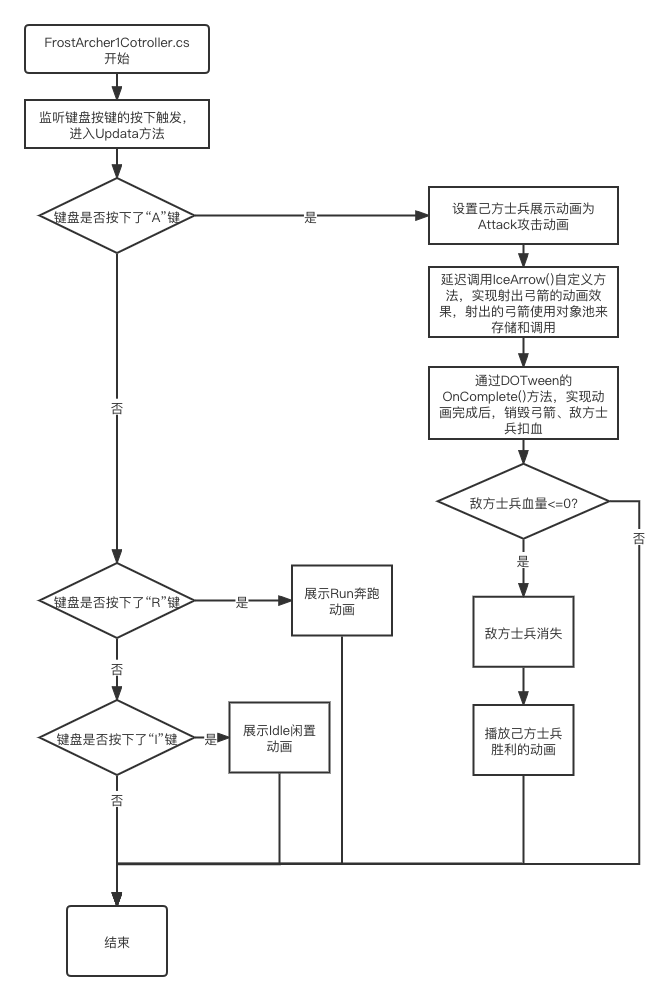 FrostArcher1Cotroller.cs
开始
监听键盘按键的按下触发，
进入Updata方法
键盘是否按下了“A”键
是
设置己方士兵展示动画为
Attack攻击动画
延迟调用IceArrow()自定义方
法，实现射出弓箭的动画效
果，射出的弓箭使用对象池来
存储和调用
通过DOTween的
OnComplete()方法，实现动
画完成后，销毁弓箭、敌方士
兵扣血
否
敌方士兵血量<=0?
否
是
键盘是否按下了“R”键
是
展示Run奔跑
动画
敌方士兵消失
否
键盘是否按下了“I”键
是
展示Idle闲置
动画
播放己方士兵
胜利的动画
否
结束